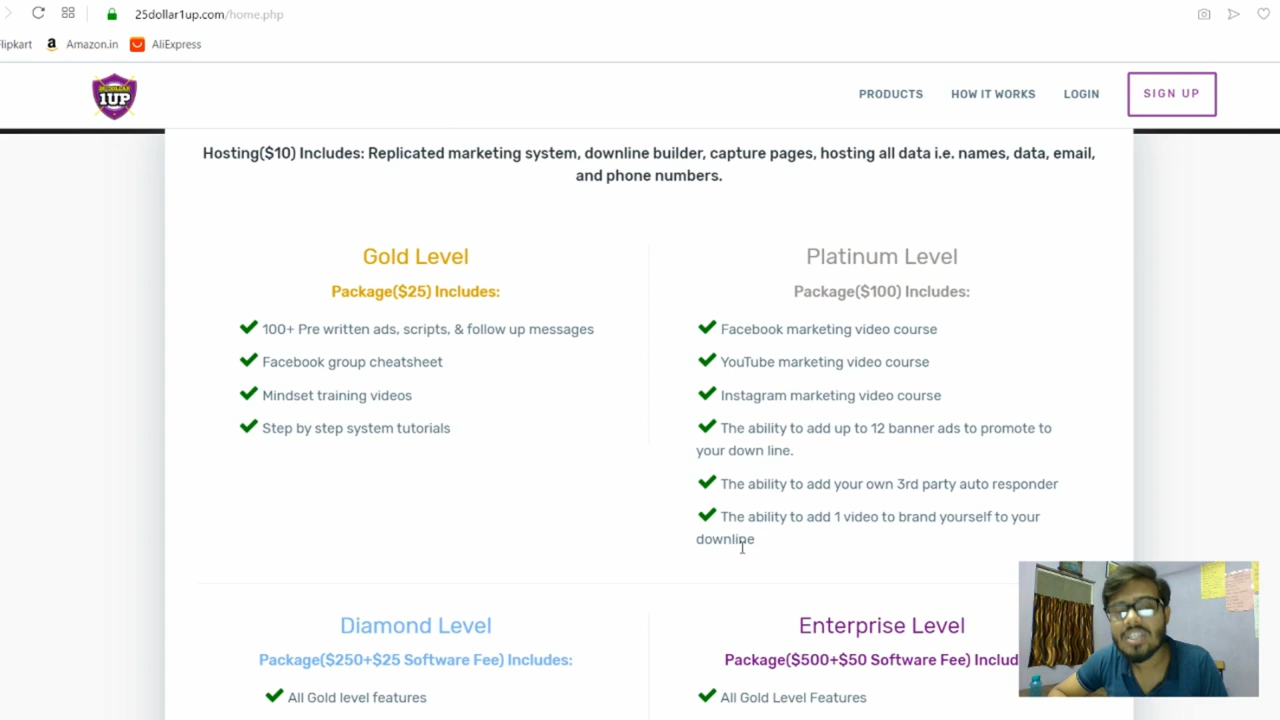 25dollar1up.com/home.php
lipkart
Amazon.in
AliExpress
1UP
PRODUCTS
HOW IT WORKS
LOGIN
SIGN UP
Hosting($10) Includes: Replicated marketing system, downline builder, capture pages, hosting all data i.e. names, data, email,
and phone numbers.
Gold Level
Package($25) Includes:
100+ Pre written ads, scripts, & follow up messages
Facebook group cheatsheet
Mindset training videos
Step by step system tutorials
Platinum Level
Package($100) Includes:
Facebook marketing video course
YouTube marketing video course
Instagram marketing video course
The ability to add up to 12 banner ads to promote to
your down line.
The ability to add your own 3rd party auto responder
The ability to add 1 video to brand yourself to your
downline
Diamond Level
Package($250+$25 Software Fee) Includes:
All Gold level features
Enterprise Level
Package($500+$50 Software Fee) Includ
All Gold Level Features